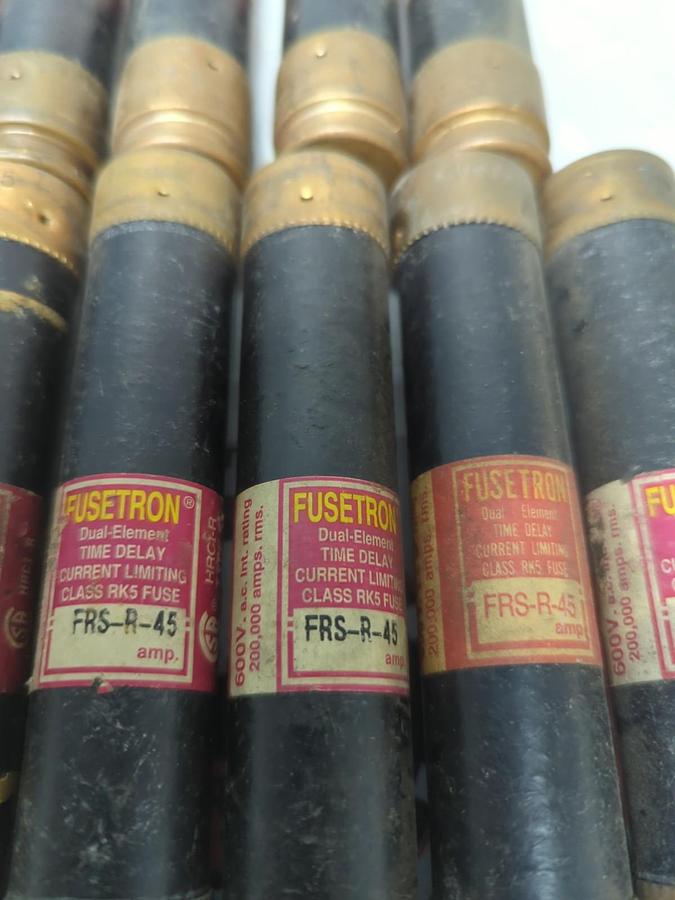 FUSETRON®
Dual-Element
TIME DELAY
CURRENT LIMITING
CLASS RK5 FUSE
FRS-R-45
amp.
HRCI-R
600V. a.c. Int. rating
200,000 amps. rms.
FUSETRON
Dual-Element
TIME DELAY
CURRENT LIMITING
CLASS RK5 FUSE
FRS-R-45
amp.
200,000 amps. rms.
FUSETRON
Dual Element
TIME DELAY
CURRENT LIMITING
CLASS RK5 FUSE
FRS-R-45
amp
600V. a.c. Int. rating
200,000 amps. rms.
FU